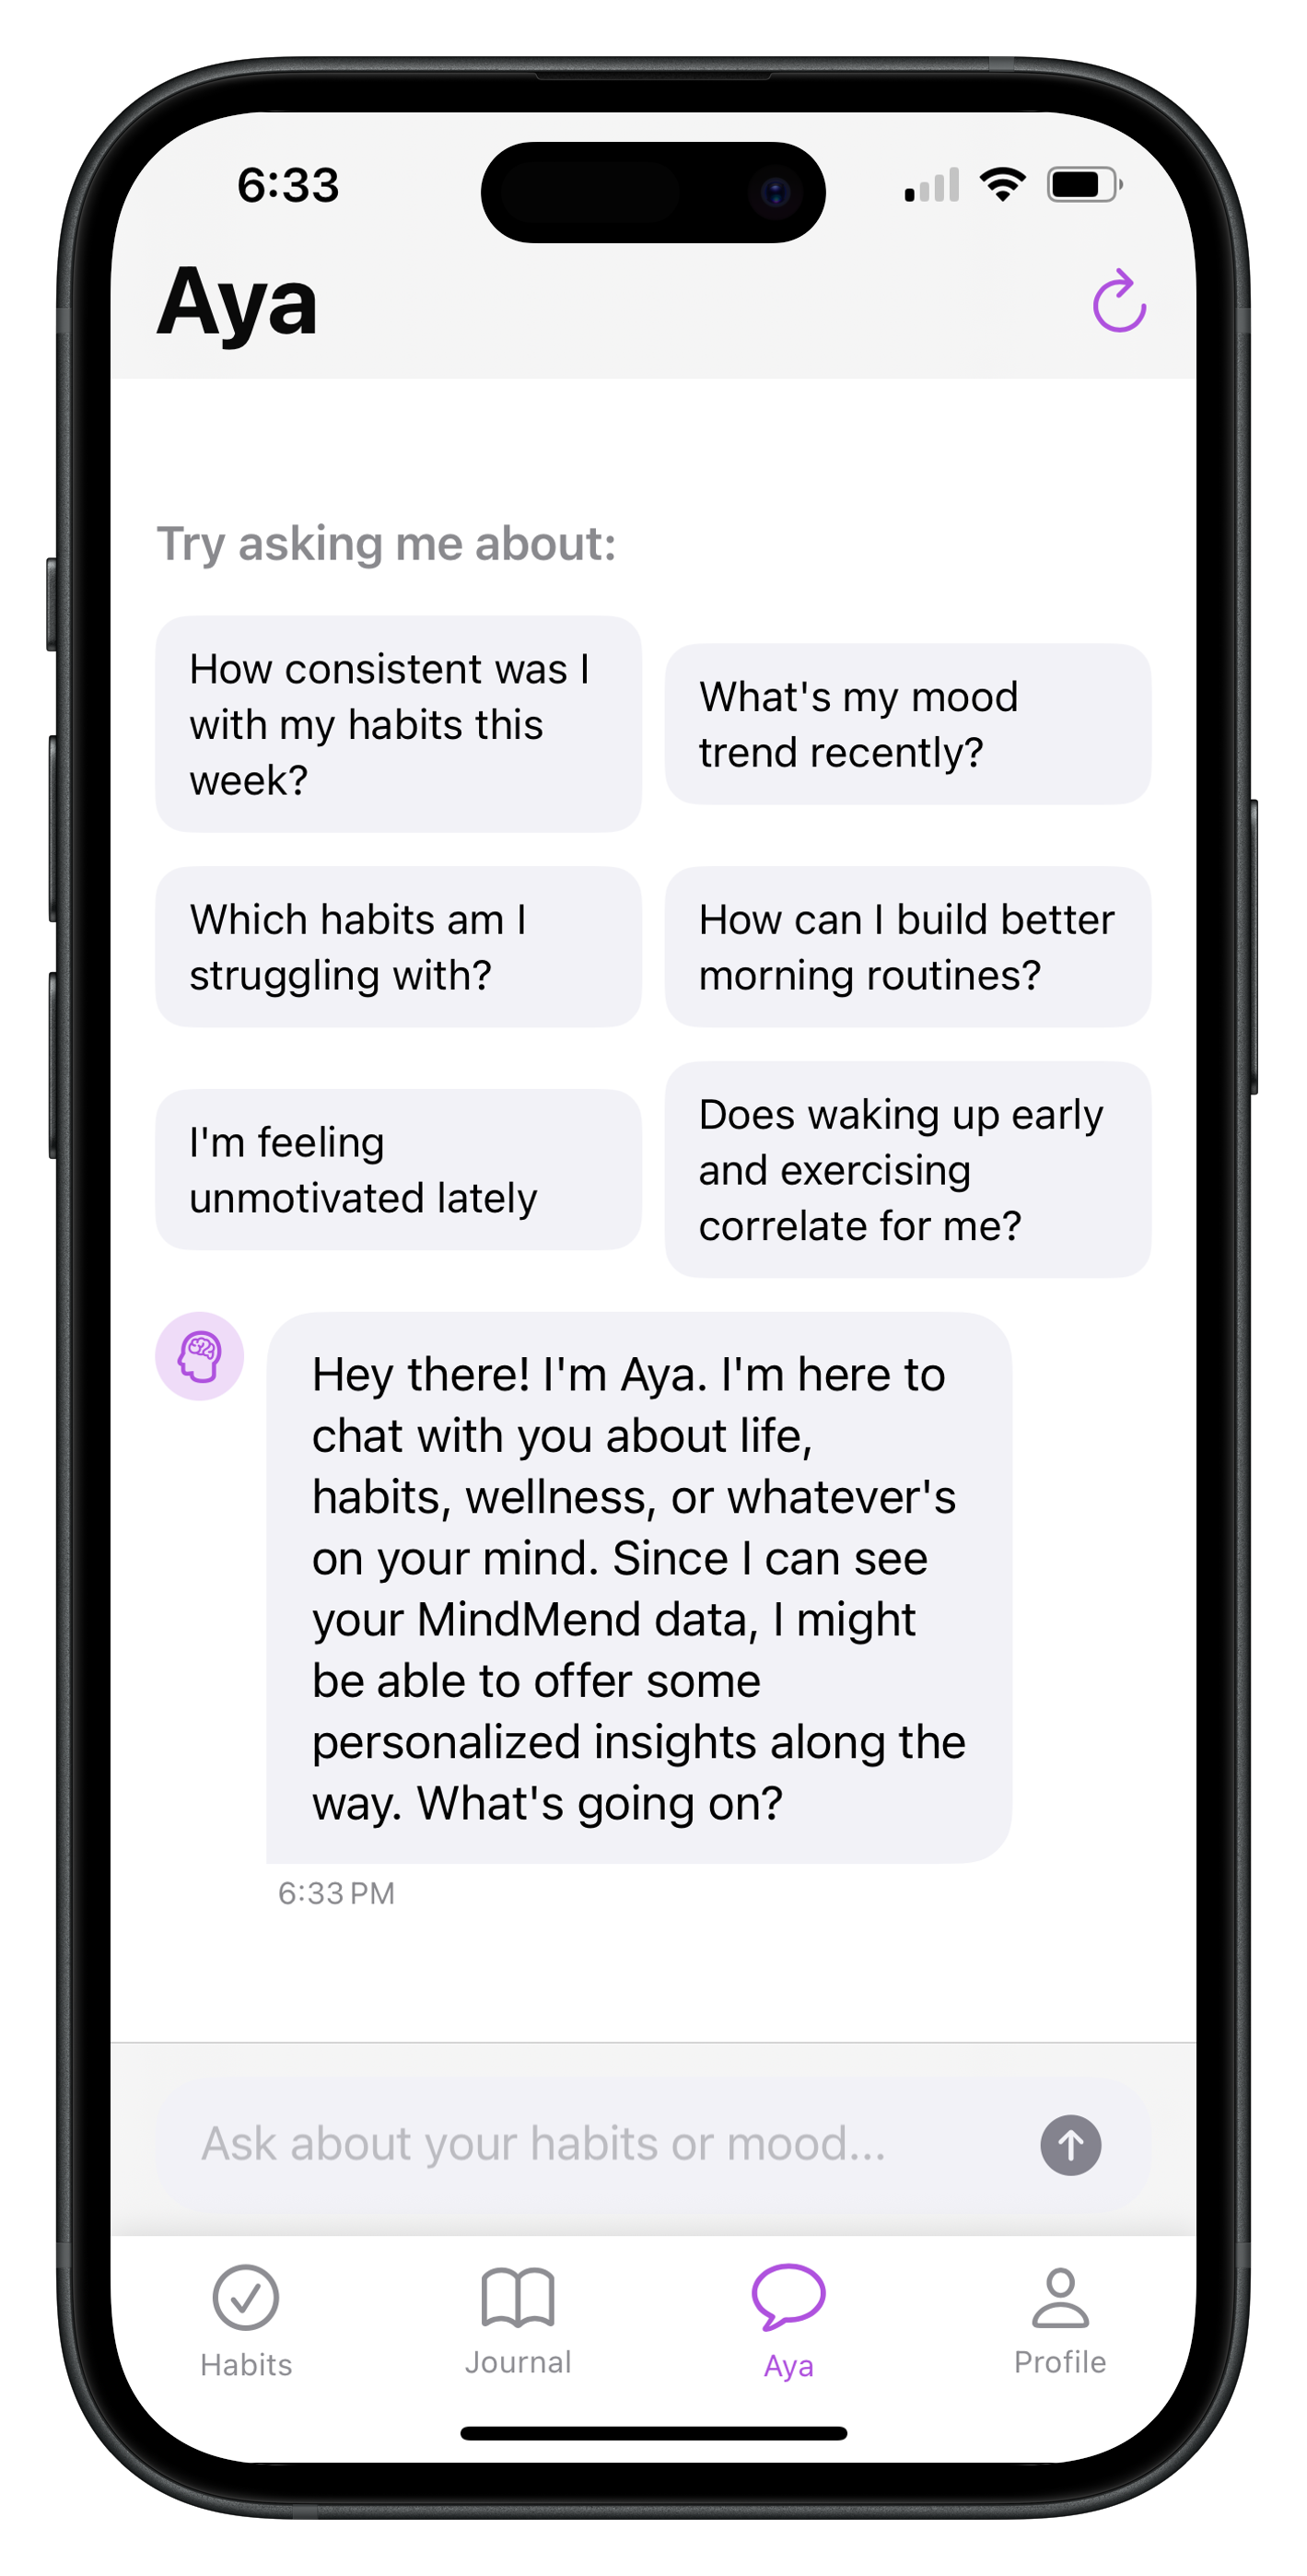 6:33
Aya
Try asking me about:
How consistent was I
with my habits this
week?
What's my mood
trend recently?
Which habits am I
struggling with?
How can I build better
morning routines?
I'm feeling
unmotivated lately
Does waking up early
and exercising
correlate for me?
Hey there! I'm Aya. I'm here to
chat with you about life,
habits, wellness, or whatever's
on your mind. Since I can see
your MindMend data, I might
be able to offer some
personalized insights along the
way. What's going on?
6:33 PM
Ask about your habits or mood...
Habits
Journal
Aya
Profile